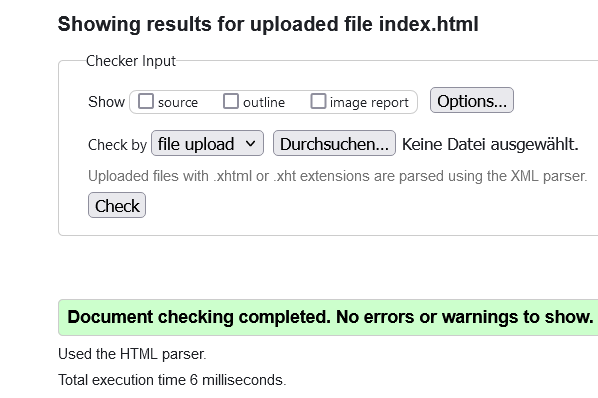 Showing results for uploaded file index.html
Checker Input
Show source outline image report Options...
Check by file upload Durchsuchen... Keine Datei ausgewählt.
Uploaded files with .xhtml or .xht extensions are parsed using the XML parser.
Check
Document checking completed. No errors or warnings to show.
Used the HTML parser.
Total execution time 6 milliseconds.